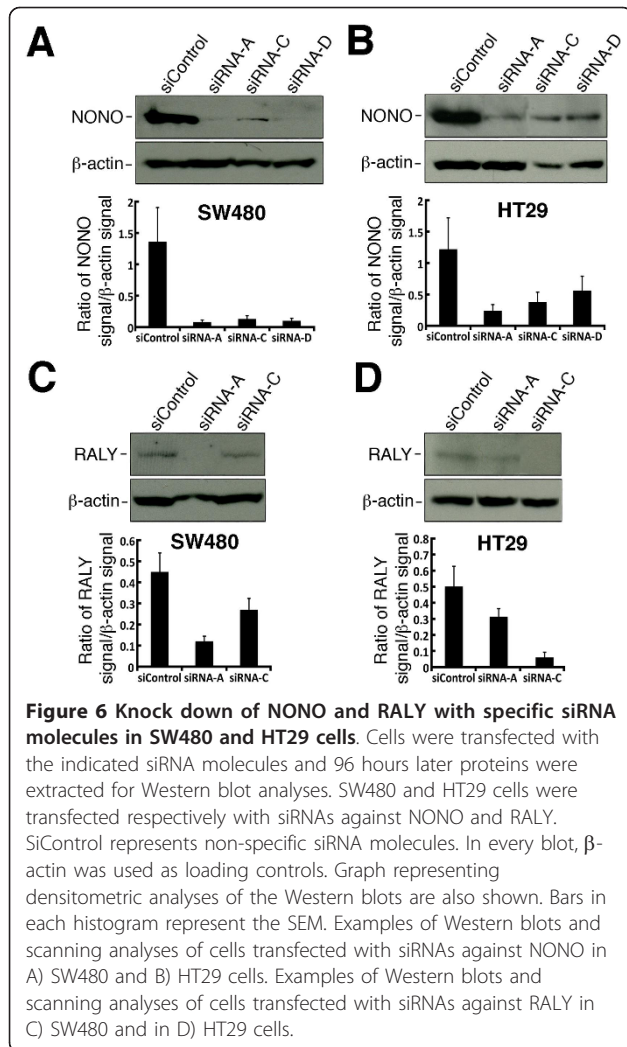 A
siControl siRNA-A siRNA-C siRNA-D
NONO-
β-actin-
SW480
Ratio of NONO
signal/β-actin signal
2
1.5
1
0.5
0
siControl siRNA-A siRNA-C siRNA-D
B
siControl siRNA-A siRNA-C siRNA-D
NONO-
β-actin-
HT29
Ratio of NONO
signal/β-actin signal
2
1.5
1
0.5
0
siControl siRNA-A siRNA-C siRNA-D
C
siControl siRNA-A siRNA-C
RALY-
β-actin-
SW480
Ratio of RALY
signal/β-actin signal
0.6
0.5
0.4
0.3
0.2
0.1
0
siControl siRNA-A siRNA-C
D
siControl siRNA-A siRNA-C
RALY-
β-actin-
HT29
Ratio of RALY
signal/β-actin signal
0.8
0.7
0.6
0.5
0.4
0.3
0.2
0.1
0
siControl siRNA-A siRNA-C
Figure 6 Knock down of NONO and RALY with specific siRNA
molecules in SW480 and HT29 cells. Cells were transfected with
the indicated siRNA molecules and 96 hours later proteins were
extracted for Western blot analyses. SW480 and HT29 cells were
transfected respectively with siRNAs against NONO and RALY.
SiControl represents non-specific siRNA molecules. In every blot, β-
actin was used as loading controls. Graph representing
densitometric analyses of the Western blots are also shown. Bars in
each histogram represent the SEM. Examples of Western blots and
scanning analyses of cells transfected with siRNAs against NONO in
A) SW480 and B) HT29 cells. Examples of Western blots and
scanning analyses of cells transfected with siRNAs against RALY in
C) SW480 and in D) HT29 cells.